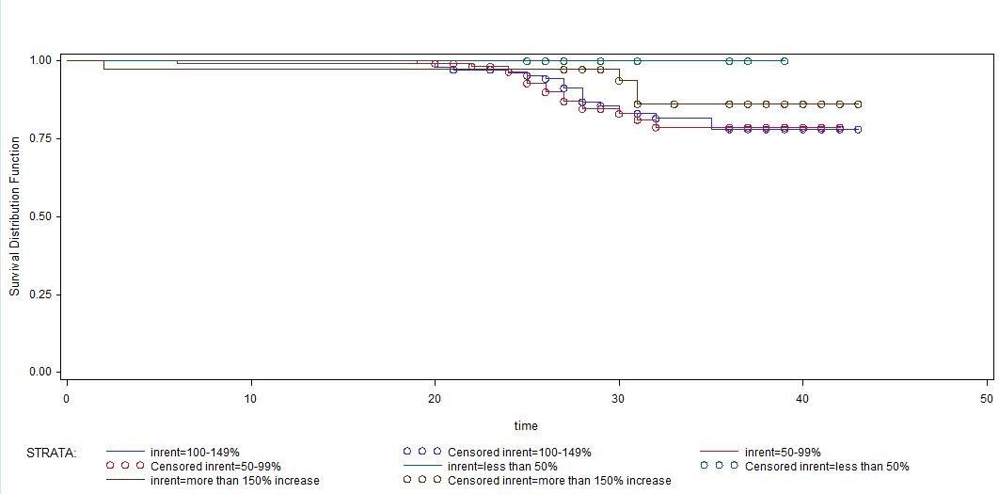 1.00
0.75
0.50
0.25
0.00
Survival Distribution Function
0 10 20 30 40 50
time
STRATA: inrent=100-149% Censored inrent=100-149% inrent=50-99%
Censored inrent=50-99% inrent=less than 50% Censored inrent=less than 50%
inrent=more than 150% increase Censored inrent=more than 150% increase